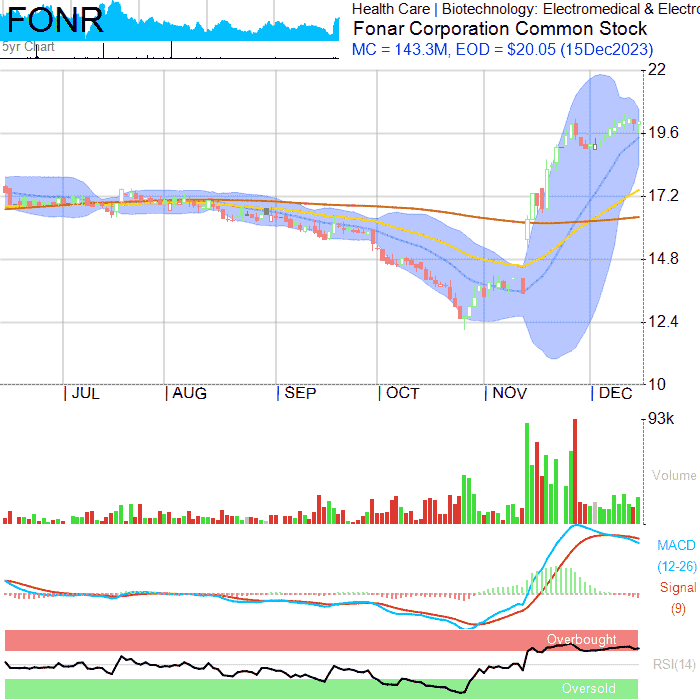 FONR
Health Care | Biotechnology: Electromedical & Electro
Fonar Corporation Common Stock
5yr Chart
MC = 143.3M, EOD = $20.05 (15Dec2023)
22
19.6
17.2
14.8
12.4
10
JUL
AUG
SEP
OCT
NOV
DEC
93k
Volume
MACD
(12-26)
Signal
(9)
Overbought
RSI(14)
Oversold